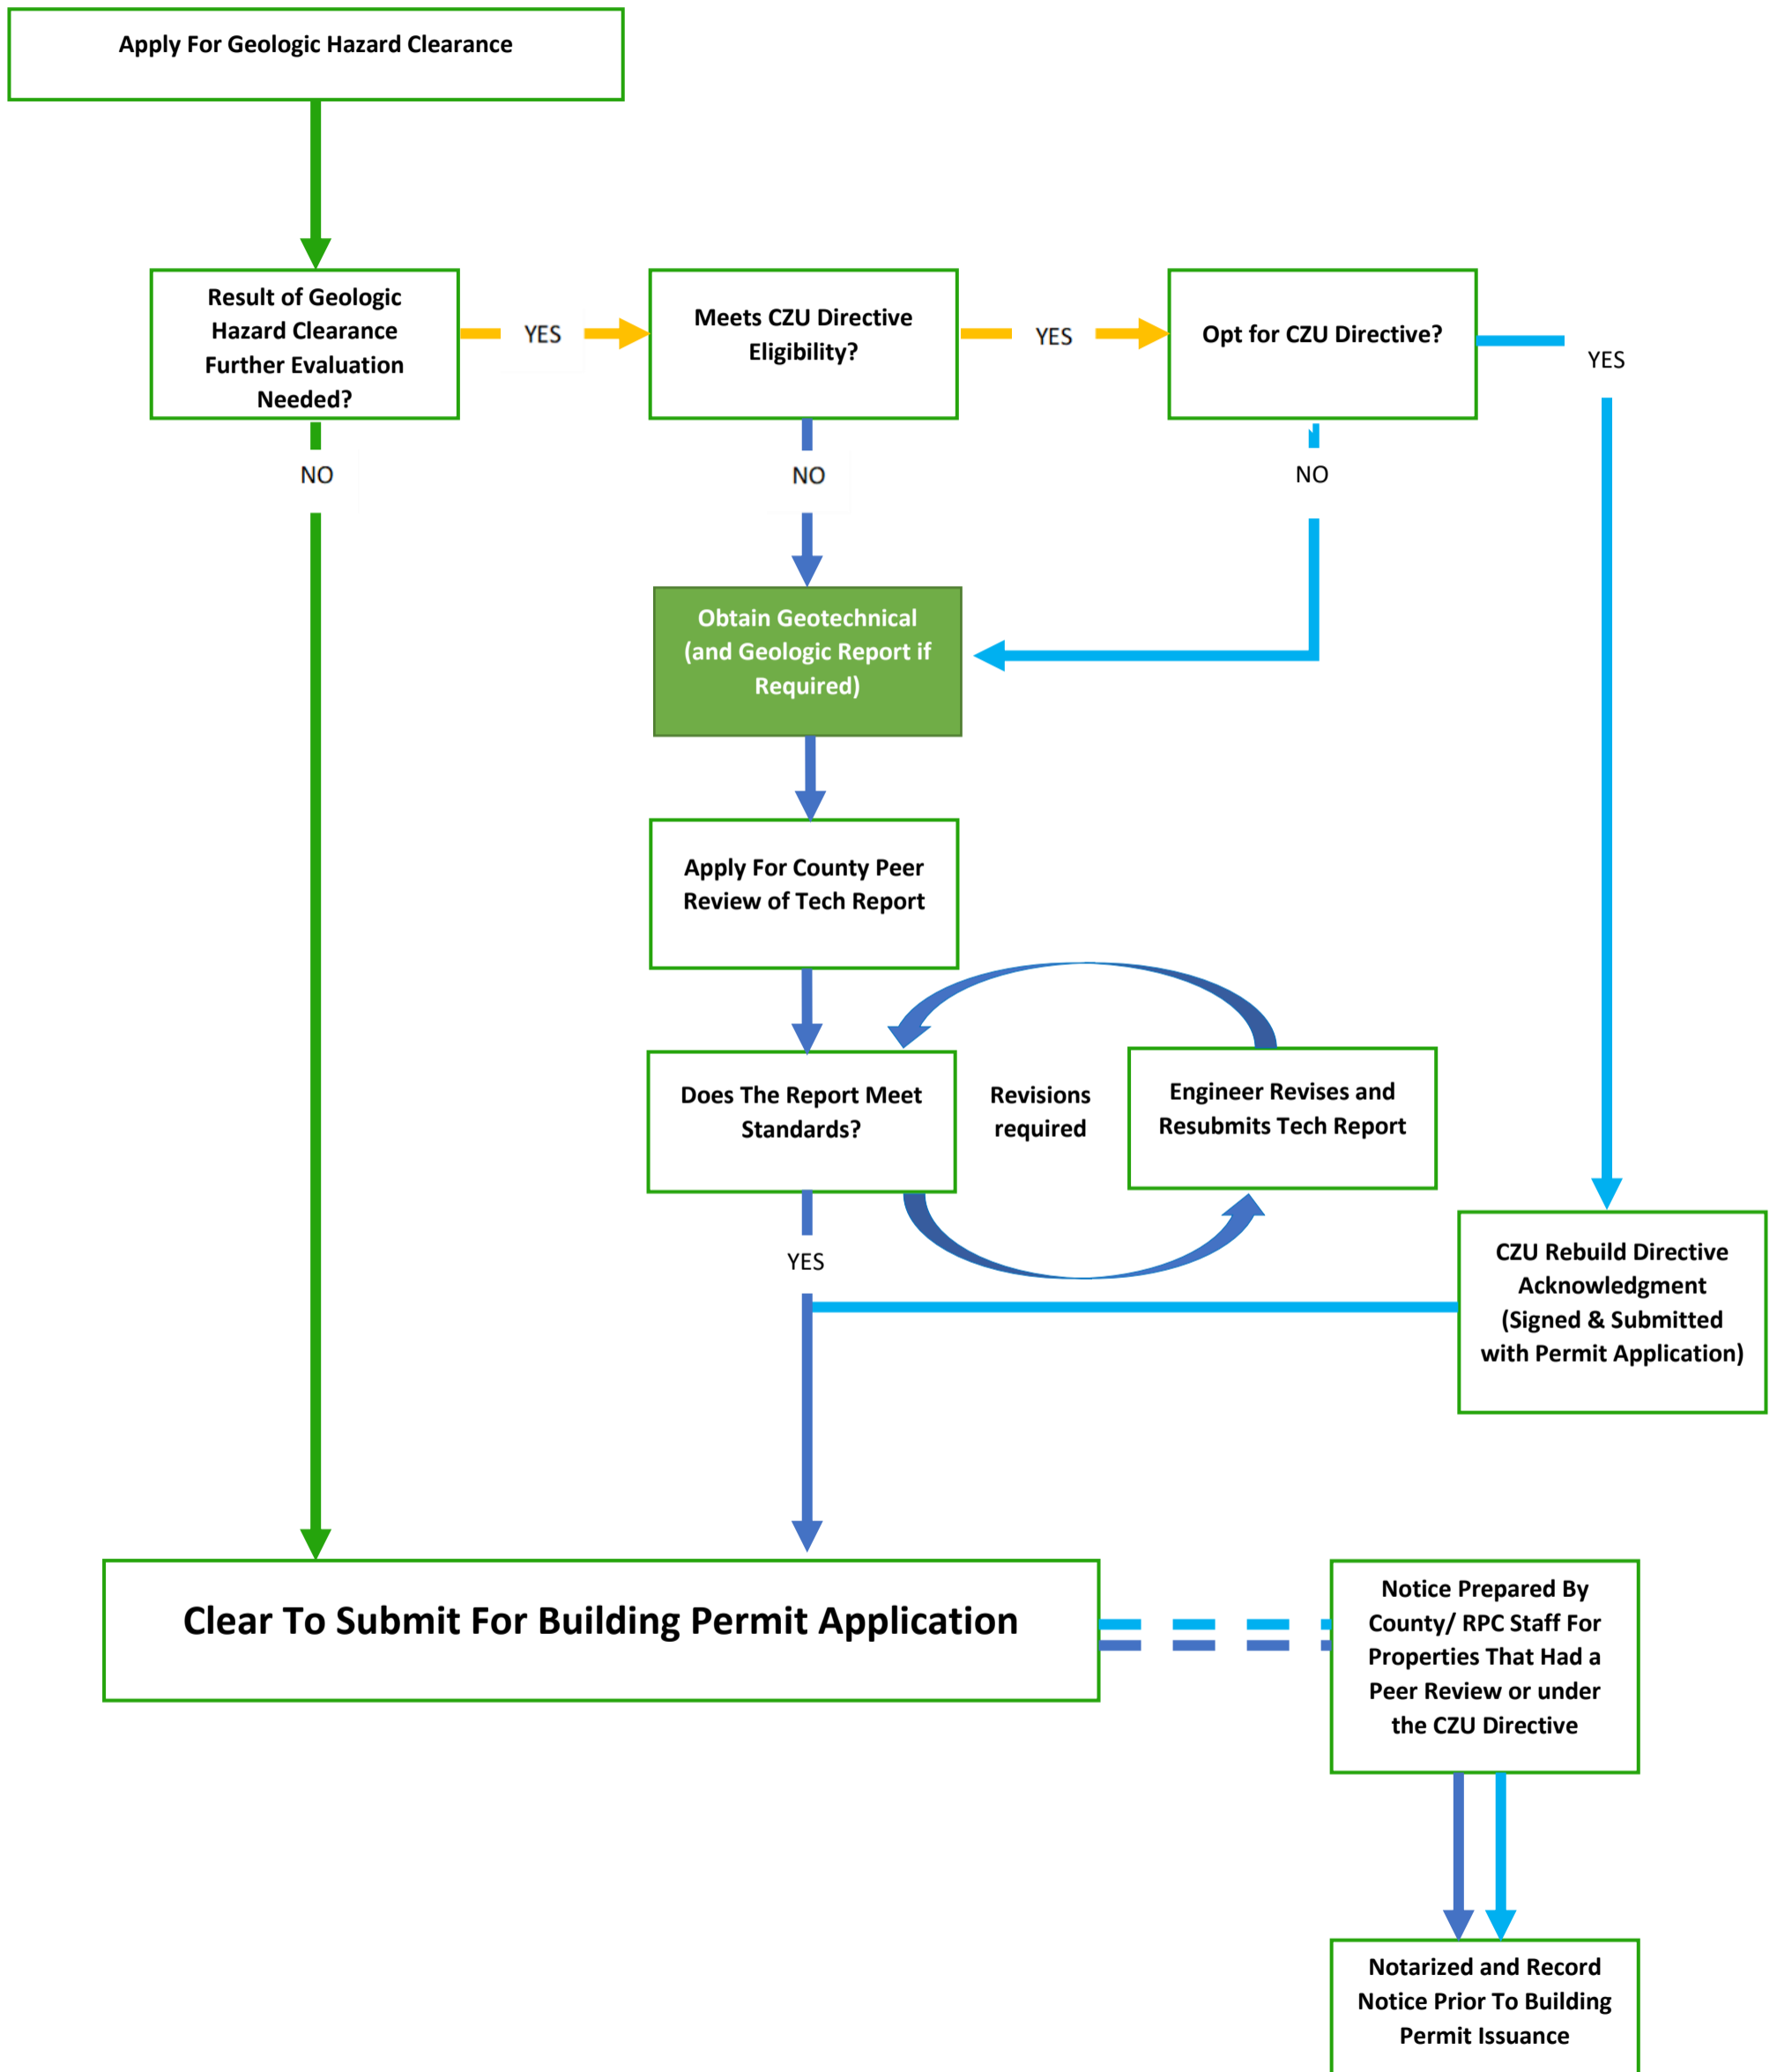 Apply For Geologic Hazard Clearance
Result of Geologic
Hazard Clearance
Further Evaluation
Needed?
YES
Meets CZU Directive
Eligibility?
YES
Opt for CZU Directive?
YES
NO
NO
NO
Obtain Geotechnical
(and Geologic Report if
Required)
Apply For County Peer
Review of Tech Report
Does The Report Meet
Standards?
Revisions
required
Engineer Revises and
Resubmits Tech Report
YES
CZU Rebuild Directive
Acknowledgment
(Signed & Submitted
with Permit Application)
Clear To Submit For Building Permit Application
Notice Prepared By
County/ RPC Staff For
Properties That Had a
Peer Review or under
the CZU Directive
Notarized and Record
Notice Prior To Building
Permit Issuance